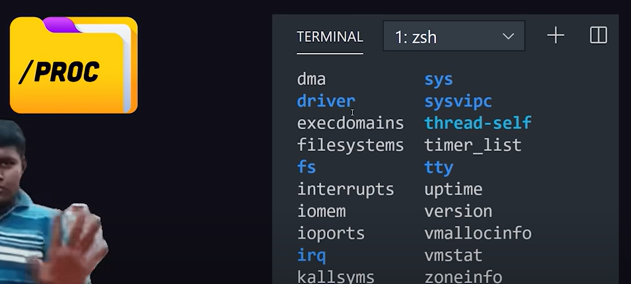 /PROC
TERMINAL 1: zsh
dma sys
driver sysvipc
execdomains thread-self
filesystems timer_list
fs tty
interrupts uptime
iomem version
ioports vmallocinfo
irq vmstat
kallsyms zoneinfo